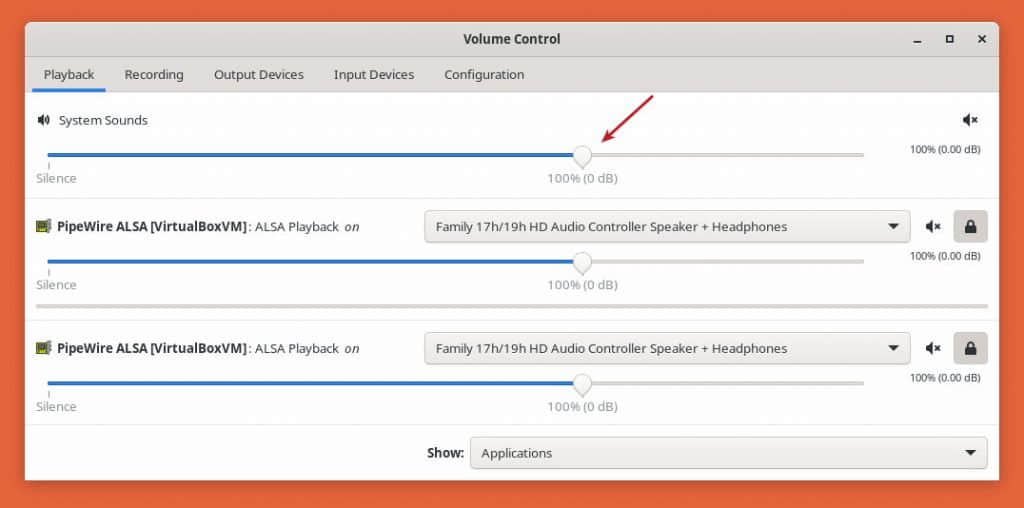 Volume Control
Playback Recording Output Devices Input Devices Configuration
System Sounds
100% (0.00 dB)
Silence 100% (0 dB)
PipeWire ALSA [VirtualBoxVM]: ALSA Playback on Family 17h/19h HD Audio Controller Speaker + Headphones
100% (0.00 dB)
Silence 100% (0 dB)
PipeWire ALSA [VirtualBoxVM]: ALSA Playback on Family 17h/19h HD Audio Controller Speaker + Headphones
100% (0.00 dB)
Silence 100% (0 dB)
Show: Applications